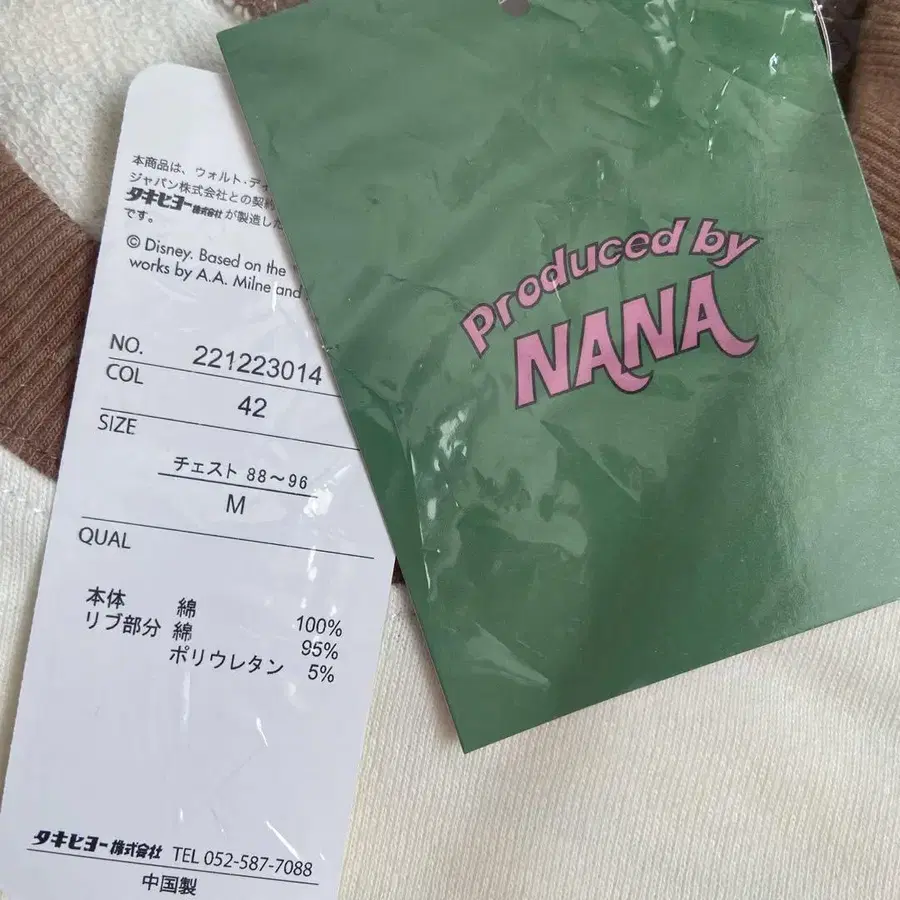 本商品は、ウォルト・ディ
ジャパン株式会社との契
タキヒヨー株式会社が製造した
です。
© Disney. Based on the
works by A.A. Milne and
NO. 221223014
COL 42
SIZE
チェスト 88〜96
M
QUAL
本体 綿 100%
リブ部分 綿 95%
ポリウレタン 5%
タキヒヨー株式会社 TEL 052-587-7088
中国製
Produced by
NANA